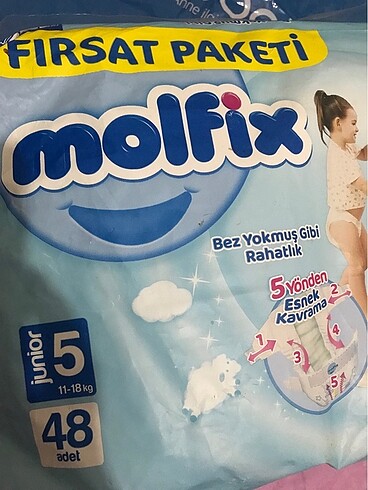 Anne
FIRSAT PAKETİ
molfix
Bez Yokmuş Gibi
Rahatlık
5 Yönden
Esnek
Kavrama
1
2
3
4
5
junior
5
11-18 kg
48
adet